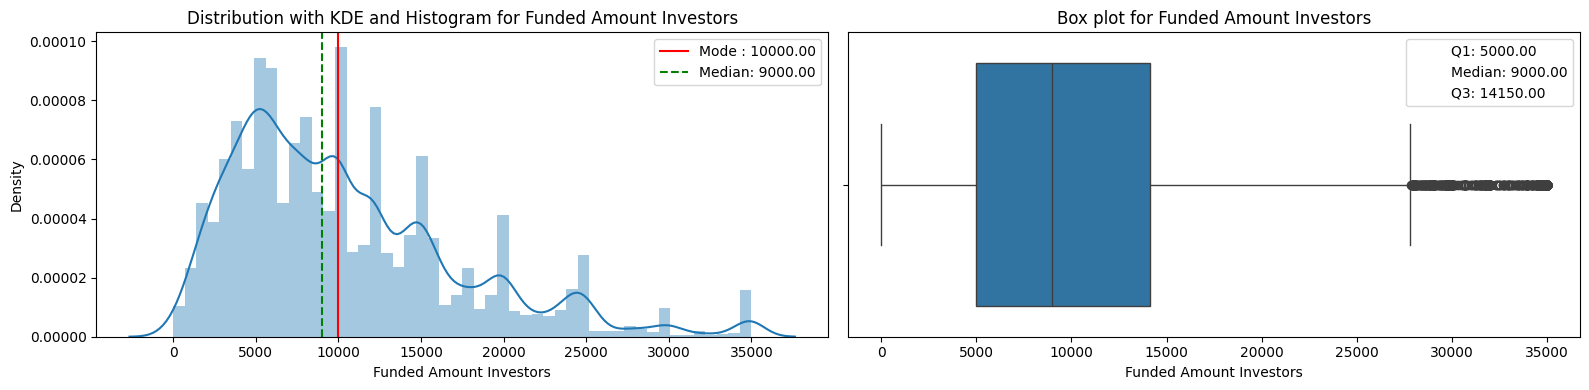 Distribution with KDE and Histogram for Funded Amount Investors
Mode : 10000.00
Median: 9000.00
0.00010
0.00008
0.00006
0.00004
0.00002
0.00000
Density
0 5000 10000 15000 20000 25000 30000 35000
Funded Amount Investors
Box plot for Funded Amount Investors
Q1: 5000.00
Median: 9000.00
Q3: 14150.00
0 5000 10000 15000 20000 25000 30000 35000
Funded Amount Investors